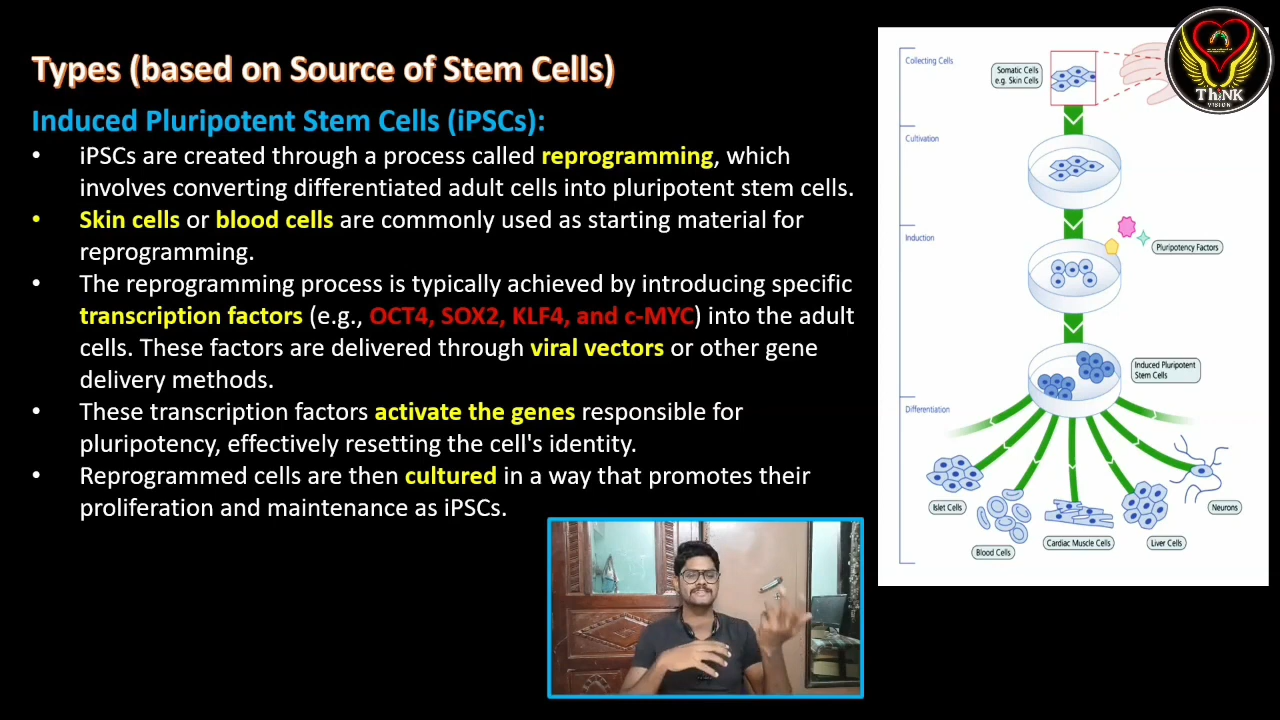 Types (based on Source of Stem Cells)
Induced Pluripotent Stem Cells (iPSCs):
• iPSCs are created through a process called reprogramming, which
involves converting differentiated adult cells into pluripotent stem cells.
• Skin cells or blood cells are commonly used as starting material for
reprogramming.
• The reprogramming process is typically achieved by introducing specific
transcription factors (e.g., OCT4, SOX2, KLF4, and c-MYC) into the adult
cells. These factors are delivered through viral vectors or other gene
delivery methods.
• These transcription factors activate the genes responsible for
pluripotency, effectively resetting the cell's identity.
• Reprogrammed cells are then cultured in a way that promotes their
proliferation and maintenance as iPSCs.
Collecting Cells
Somatic Cells
e.g. Skin Cells
ThiNK
VISION
Cultivation
Induction
Pluripotency Factors
Induced Pluripotent
Stem Cells
Differentiation
Islet Cells
Blood Cells
Cardiac Muscle Cells
Liver Cells
Neurons